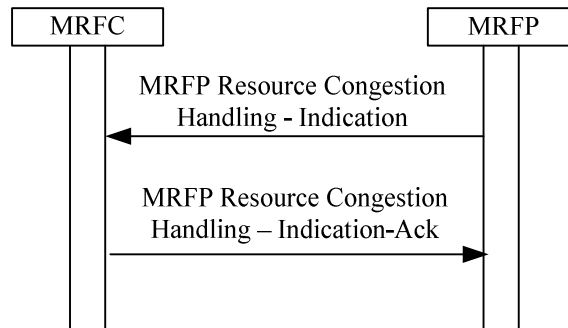 MRFC
MRFP
MRFP Resource Congestion
Handling - Indication
MRFP Resource Congestion
Handling – Indication-Ack